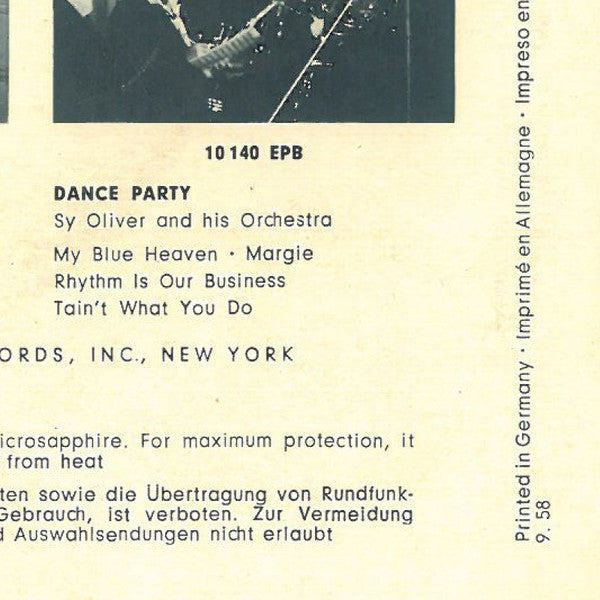 10 140 EPB
DANCE PARTY
Sy Oliver and his Orchestra
My Blue Heaven · Margie
Rhythm Is Our Business
Tain't What You Do
ORDS, INC., NEW YORK
icrosapphire. For maximum protection, it
from heat
ten sowie die Übertragung von Rundfunk-
Gebrauch, ist verboten. Zur Vermeidung
d Auswahlsendungen nicht erlaubt
Printed in Germany · Imprimé en Allemagne · Impreso en
9. 58